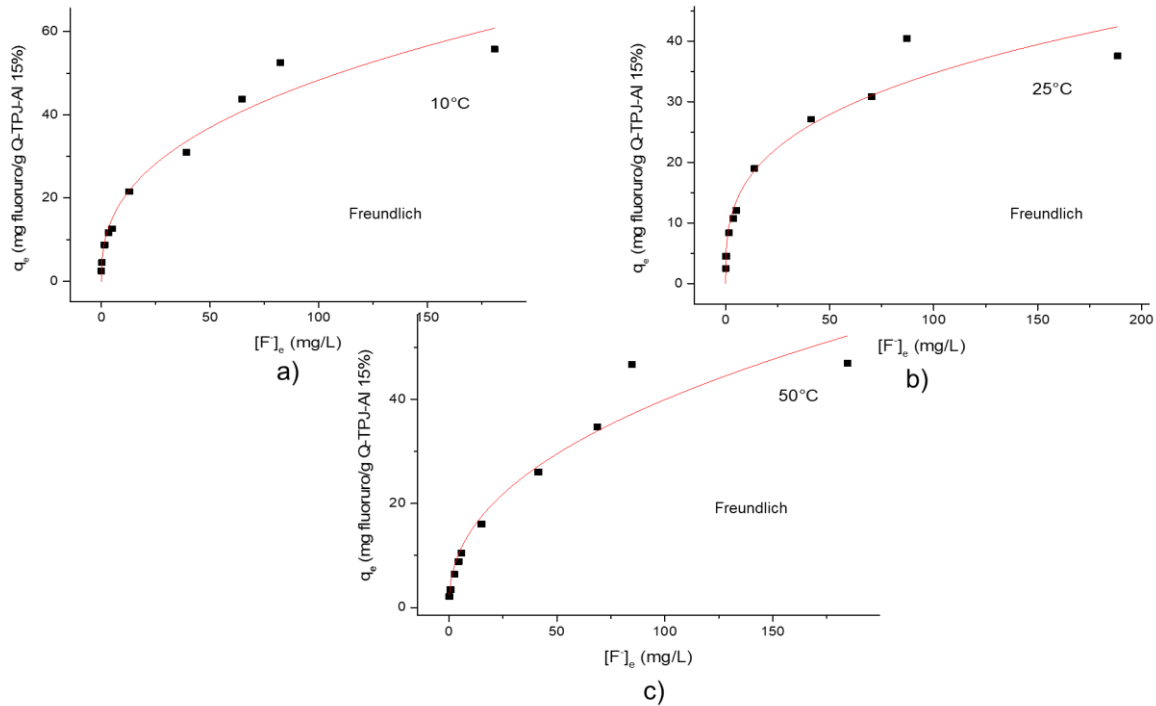 q_e (mg fluoruro/g Q-TPJ-Al 15%)
60
40
20
0
10°C
Freundlich
0
50
100
150
[F⁻]_e (mg/L)
a)
q_e (mg fluoruro/g Q-TPJ-Al 15%)
40
30
20
10
0
25°C
Freundlich
0
50
100
150
200
[F⁻]_e (mg/L)
b)
q_e (mg fluoruro/g Q-TPJ-Al 15%)
40
20
0
50°C
Freundlich
0
50
100
150
[F⁻]_e (mg/L)
c)